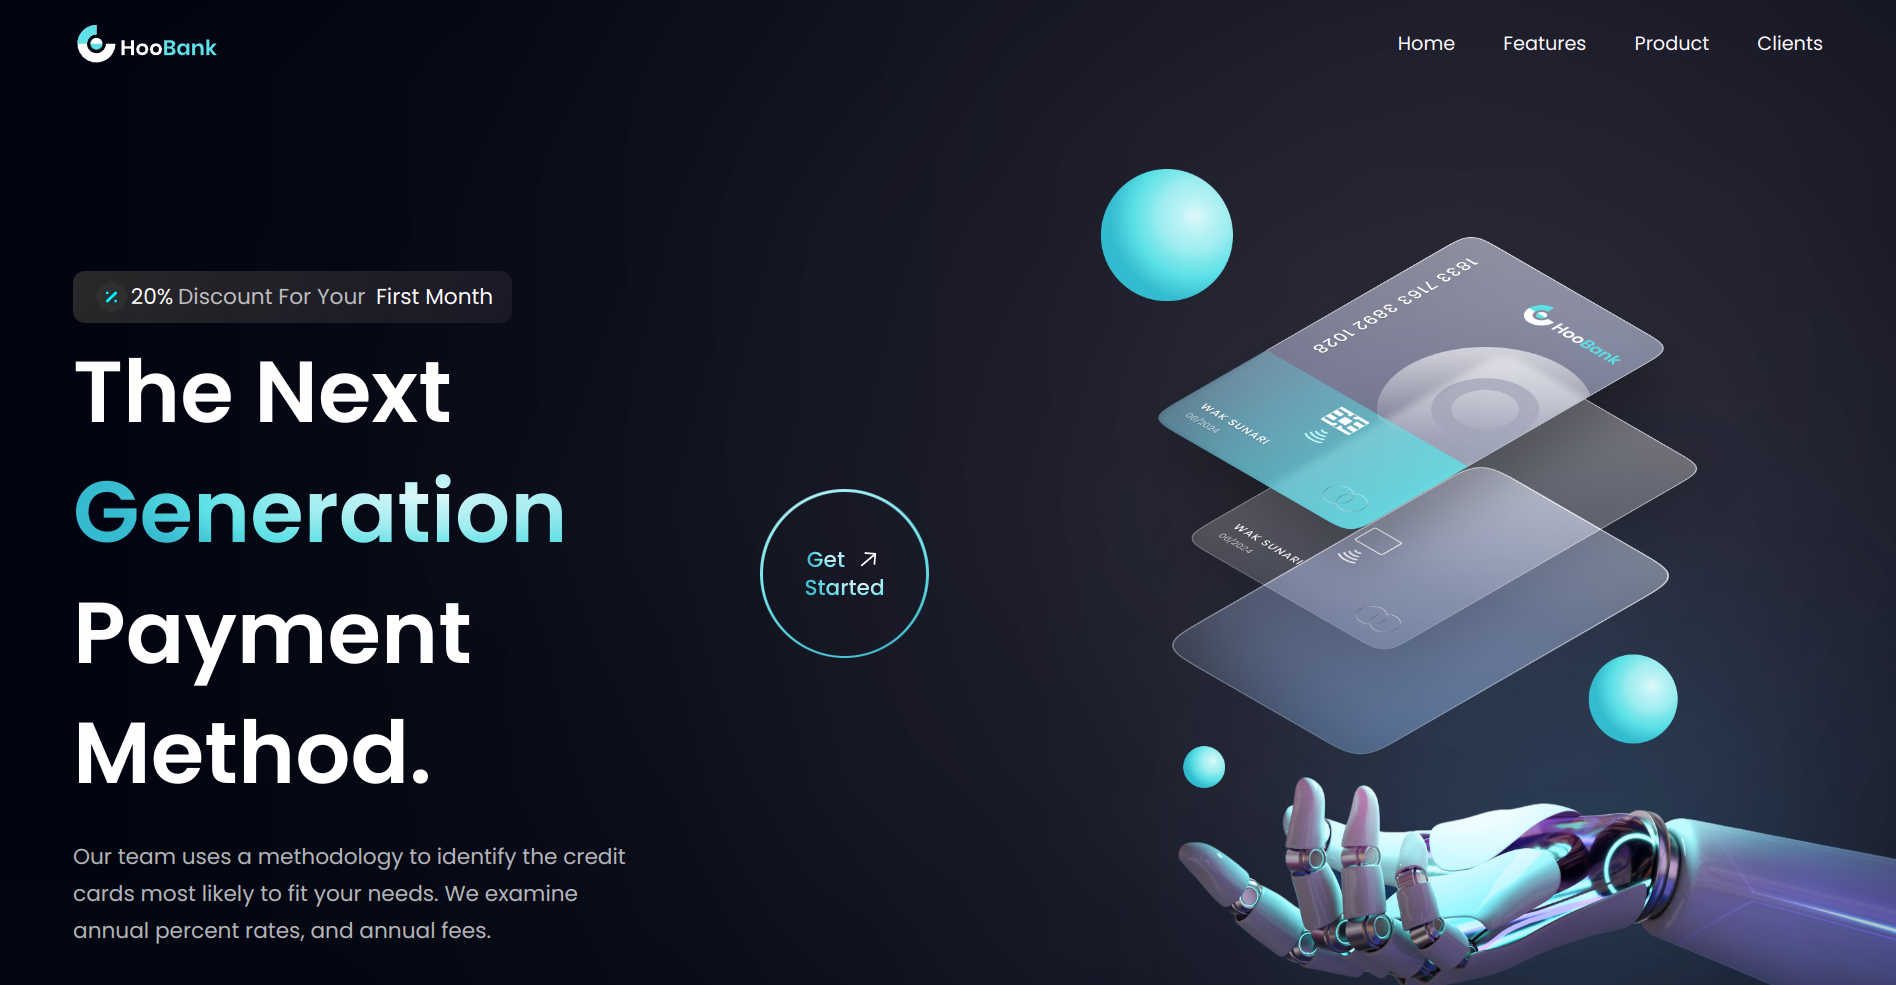 HooBank
Home Features Product Clients
20% Discount For Your First Month
The Next
Generation
Payment
Method.
Get
Started
Our team uses a methodology to identify the credit
cards most likely to fit your needs. We examine
annual percent rates, and annual fees.
1833 7163 3892 1028
HooBank
WAK SUNARI
06/2024
WAK SUNARI
06/2024